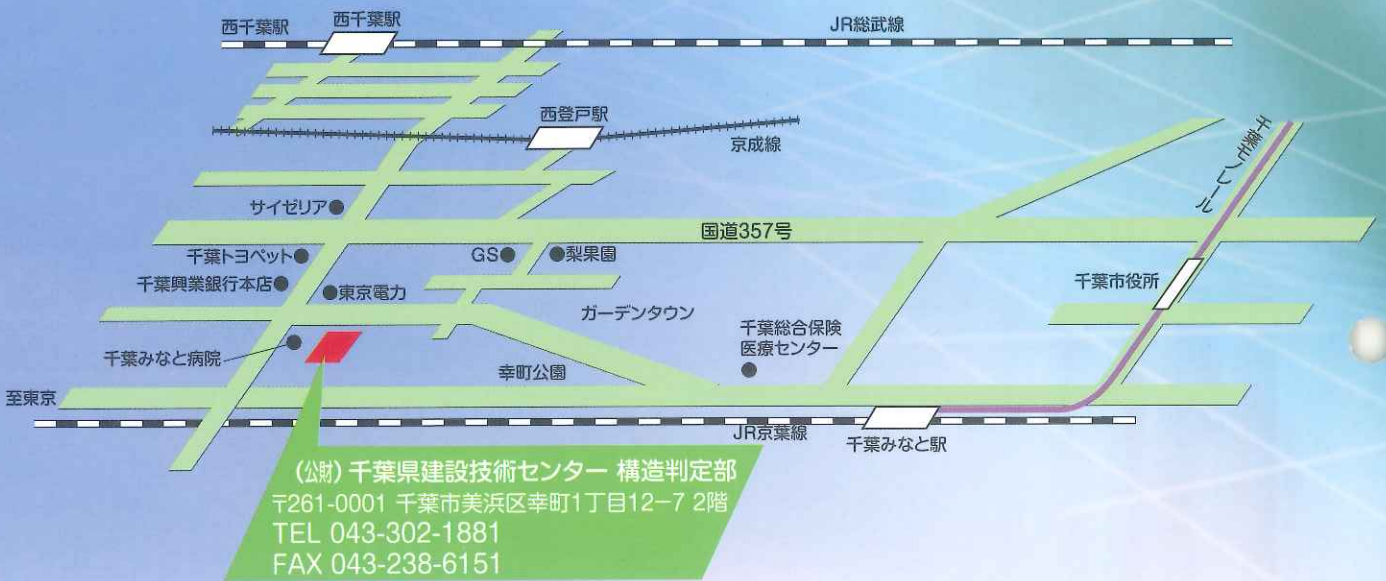 西千葉駅
西千葉駅
JR総武線
西登戸駅
京成線
千葉モノレール
サイゼリア
国道357号
千葉トヨペット
GS
梨果園
千葉興業銀行本店
東京電力
千葉市役所
ガーデンタウン
千葉総合保険
医療センター
千葉みなと病院
幸町公園
至東京
JR京葉線
千葉みなと駅
(公財)千葉県建設技術センター 構造判定部
〒261-0001 千葉市美浜区幸町1丁目12-7 2階
TEL 043-302-1881
FAX 043-238-6151